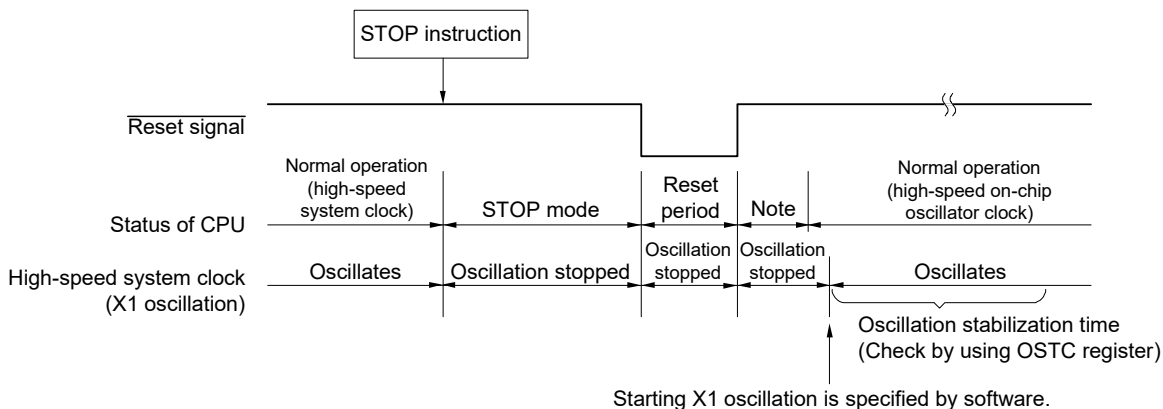 STOP instruction
Reset signal
Normal operation
(high-speed
system clock)
Reset
period
Normal operation
(high-speed on-chip
oscillator clock)
Status of CPU
STOP mode
Note
High-speed system clock
(X1 oscillation)
Oscillates
Oscillation stopped
Oscillation
stopped
Oscillation
stopped
Oscillates
Oscillation stabilization time
(Check by using OSTC register)
Starting X1 oscillation is specified by software.